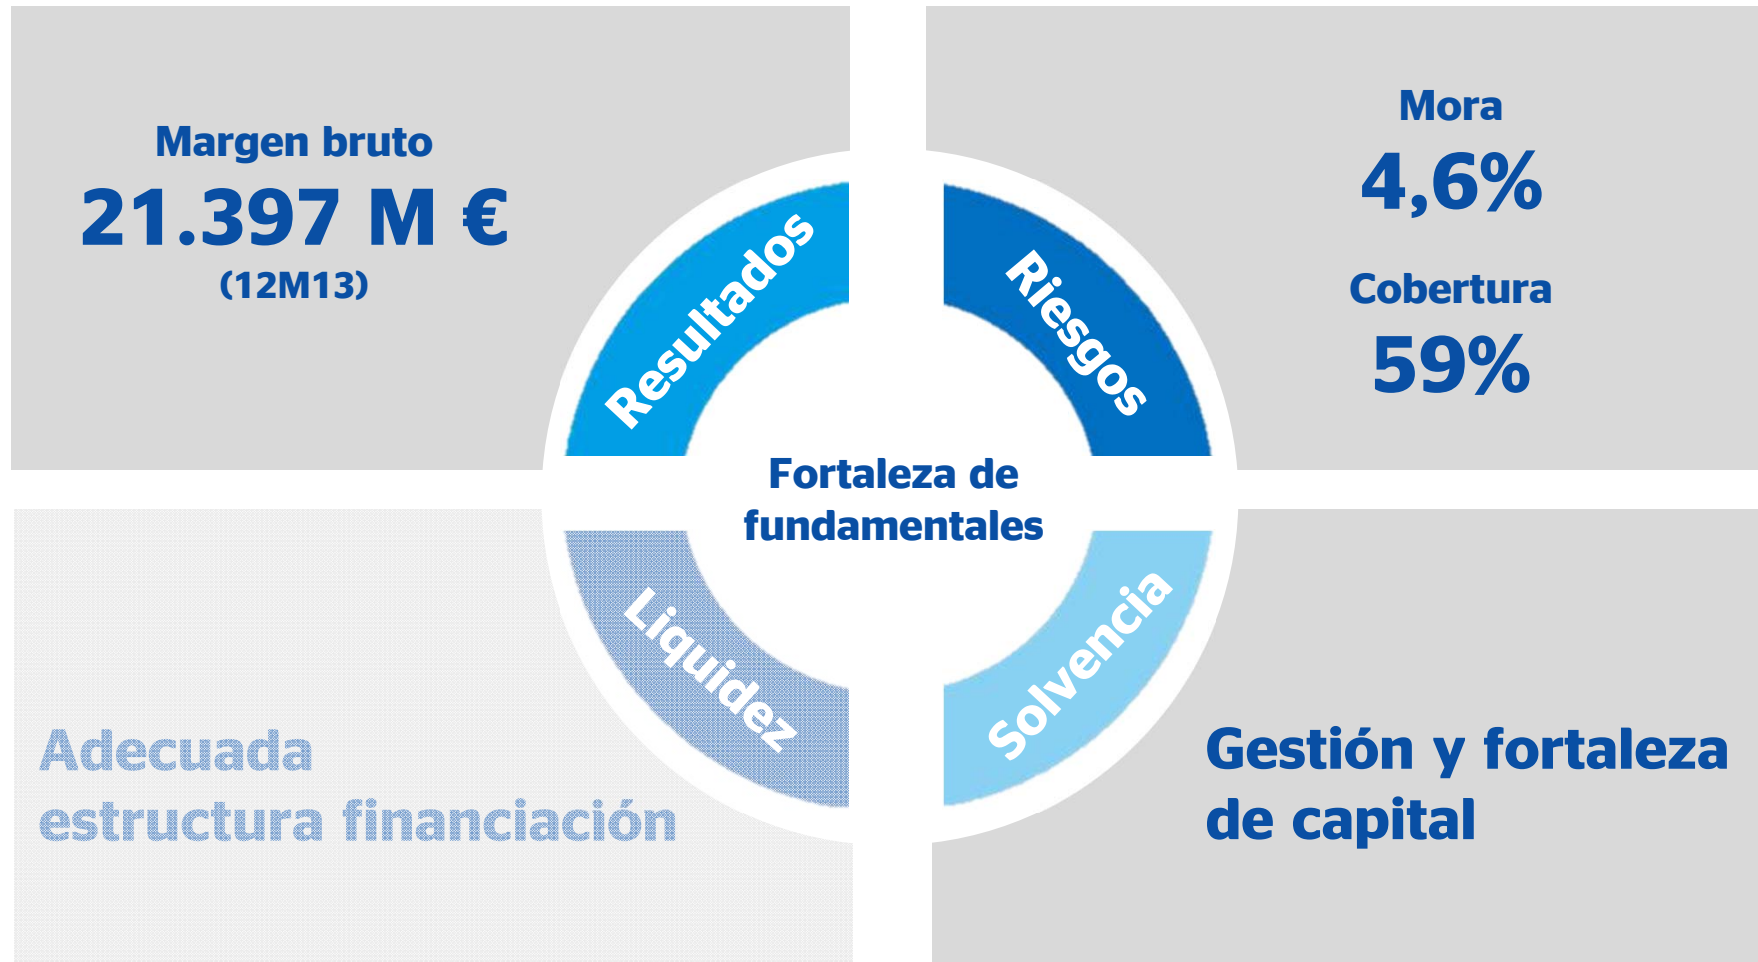 Margen bruto
21.397 M €
(12M13)
Resultados
Riesgos
Mora
4,6%
Cobertura
59%
Fortaleza de
fundamentales
Liquidez
Adecuada
estructura financiación
Solvencia
Gestión y fortaleza
de capital